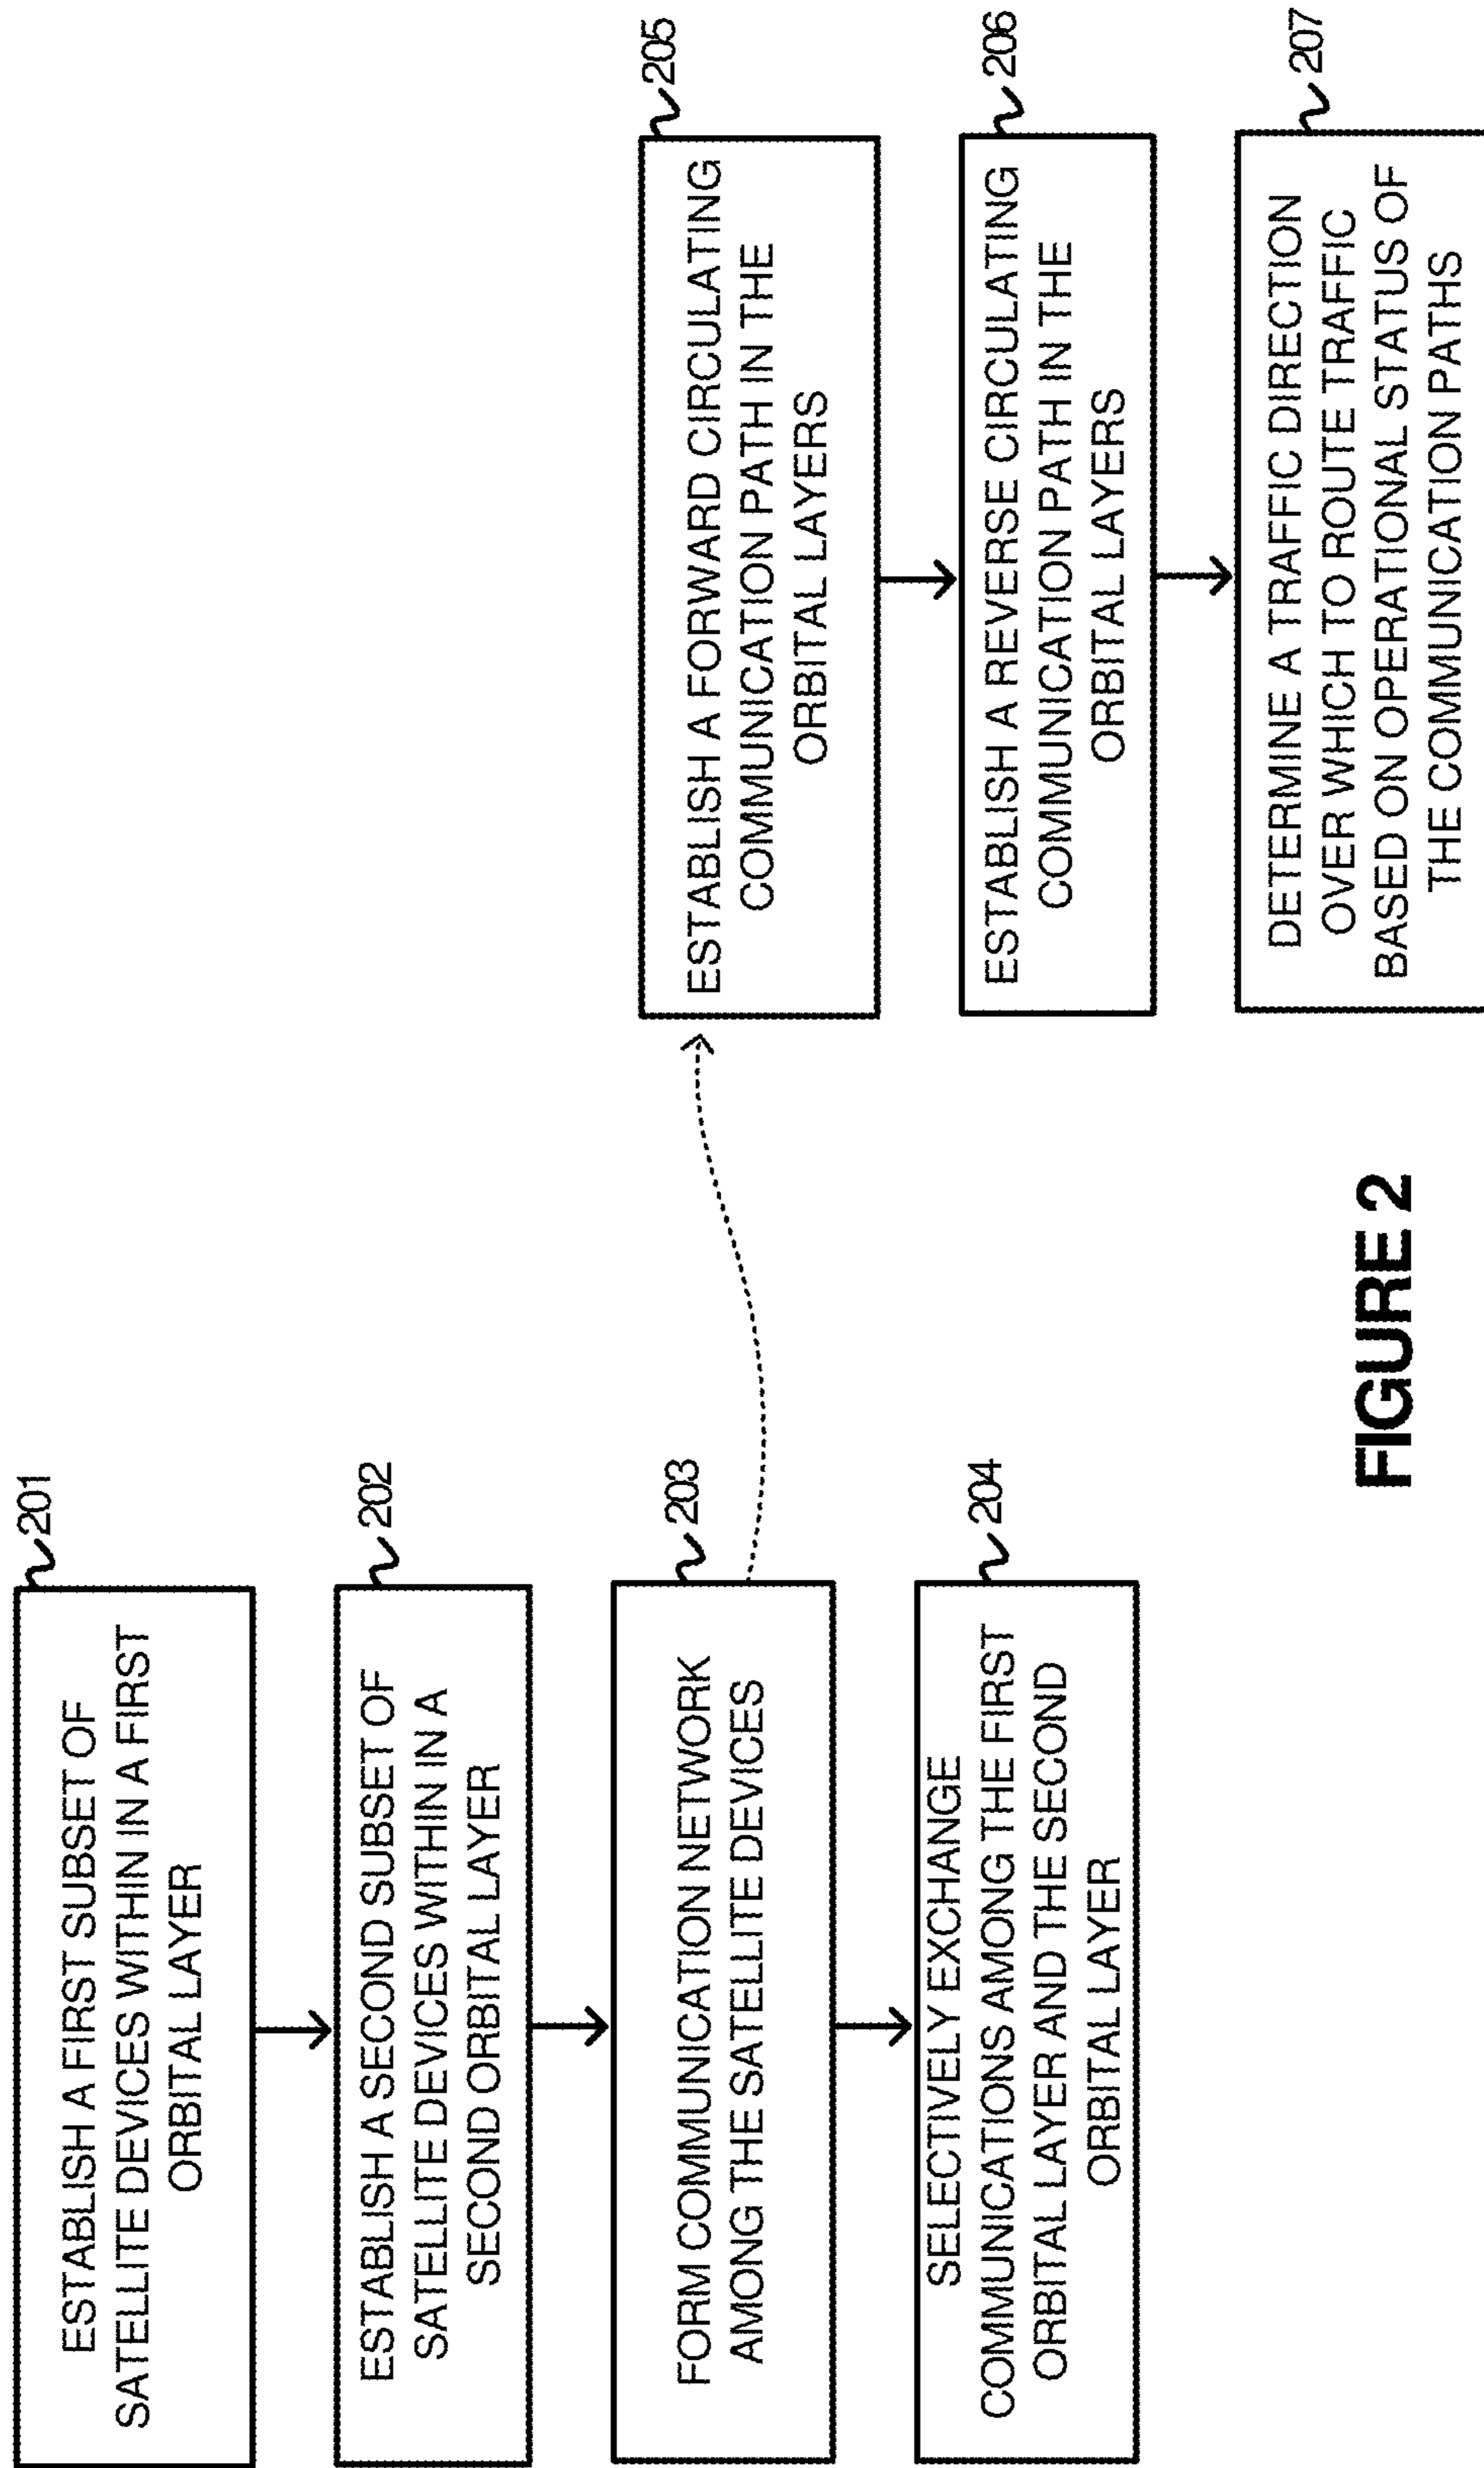 201
ESTABLISH A FIRST SUBSET OF
SATELLITE DEVICES WITHIN IN A FIRST
ORBITAL LAYER
202
ESTABLISH A SECOND SUBSET OF
SATELLITE DEVICES WITHIN IN A
SECOND ORBITAL LAYER
203
FORM COMMUNICATION NETWORK
AMONG THE SATELLITE DEVICES
204
SELECTIVELY EXCHANGE
COMMUNICATIONS AMONG THE FIRST
ORBITAL LAYER AND THE SECOND
ORBITAL LAYER
205
ESTABLISH A FORWARD CIRCULATING
COMMUNICATION PATH IN THE
ORBITAL LAYERS
206
ESTABLISH A REVERSE CIRCULATING
COMMUNICATION PATH IN THE
ORBITAL LAYERS
207
DETERMINE A TRAFFIC DIRECTION
OVER WHICH TO ROUTE TRAFFIC
BASED ON OPERATIONAL STATUS OF
THE COMMUNICATION PATHS
FIGURE 2